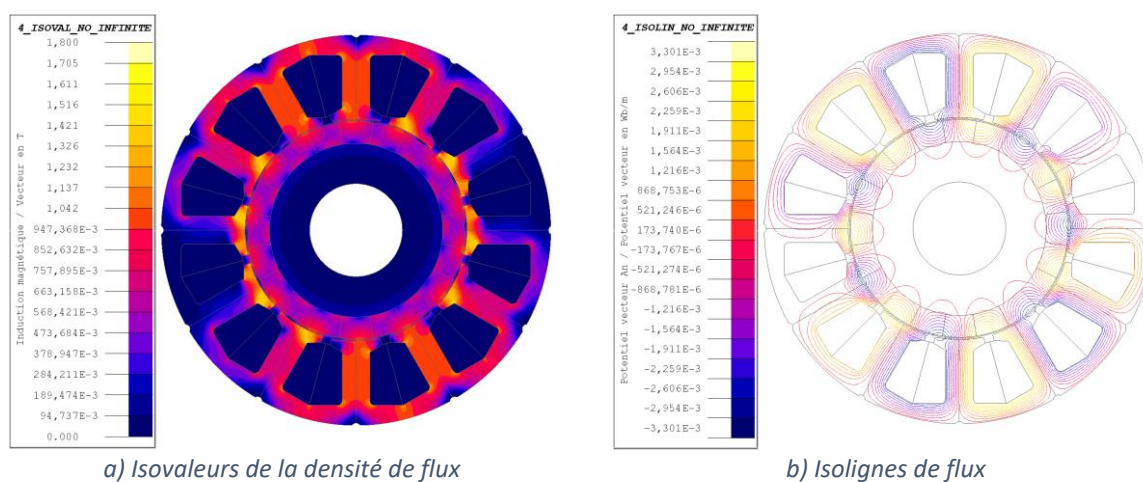 4_ISOVAL_NO_INFINITE
Induction magnétique / Vecteur en T
1,800
1,705
1,611
1,516
1,421
1,326
1,232
1,137
1,042
947,368E-3
852,632E-3
757,895E-3
663,158E-3
568,421E-3
473,684E-3
378,947E-3
284,211E-3
189,474E-3
94,737E-3
0.000
a) Isovaleurs de la densité de flux
4_ISOLIN_NO_INFINITE
Potentiel vecteur An / Potentiel vecteur en Wb/m
3,301E-3
2,954E-3
2,606E-3
2,259E-3
1,911E-3
1,564E-3
1,216E-3
868,753E-6
521,246E-6
173,740E-6
-173,767E-6
-521,274E-6
-868,781E-6
-1,216E-3
-1,564E-3
-1,911E-3
-2,259E-3
-2,606E-3
-2,954E-3
-3,301E-3
b) Isolignes de flux